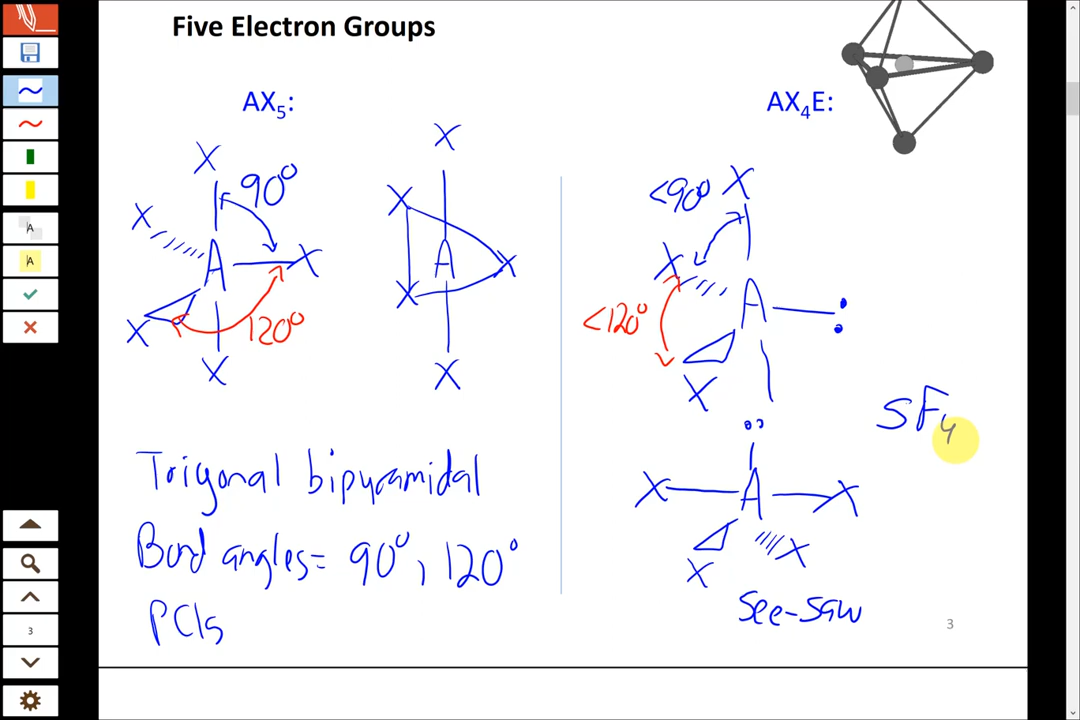 Five Electron Groups
AX₅:
X
90°
X
A
X
X
120°
X
X
X
A
X
X
X
Trigonal bipyramidal
Bond angles= 90°, 120°
PCl₅
AX₄E:
<90°
X
X
A
<120°
X
X
A
X
X
X
See-saw
SF₄
3
A
A
3